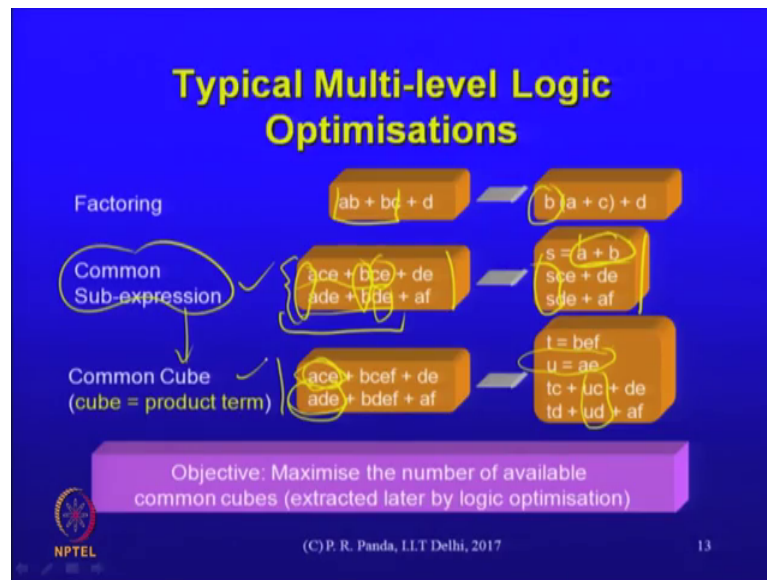 Typical Multi-level Logic
Optimisations
Factoring
ab + bc + d
b (a + c) + d
Common
Sub-expression
ace + bce + de
ade + bde + af
s = a + b
sce + de
sde + af
Common Cube
(cube = product term)
ace + bcef + de
ade + bdef + af
t = bef
u = ae
tc + uc + de
td + ud + af
Objective: Maximise the number of available
common cubes (extracted later by logic optimisation)
NPTEL
(C) P. R. Panda, I.I.T Delhi, 2017
13